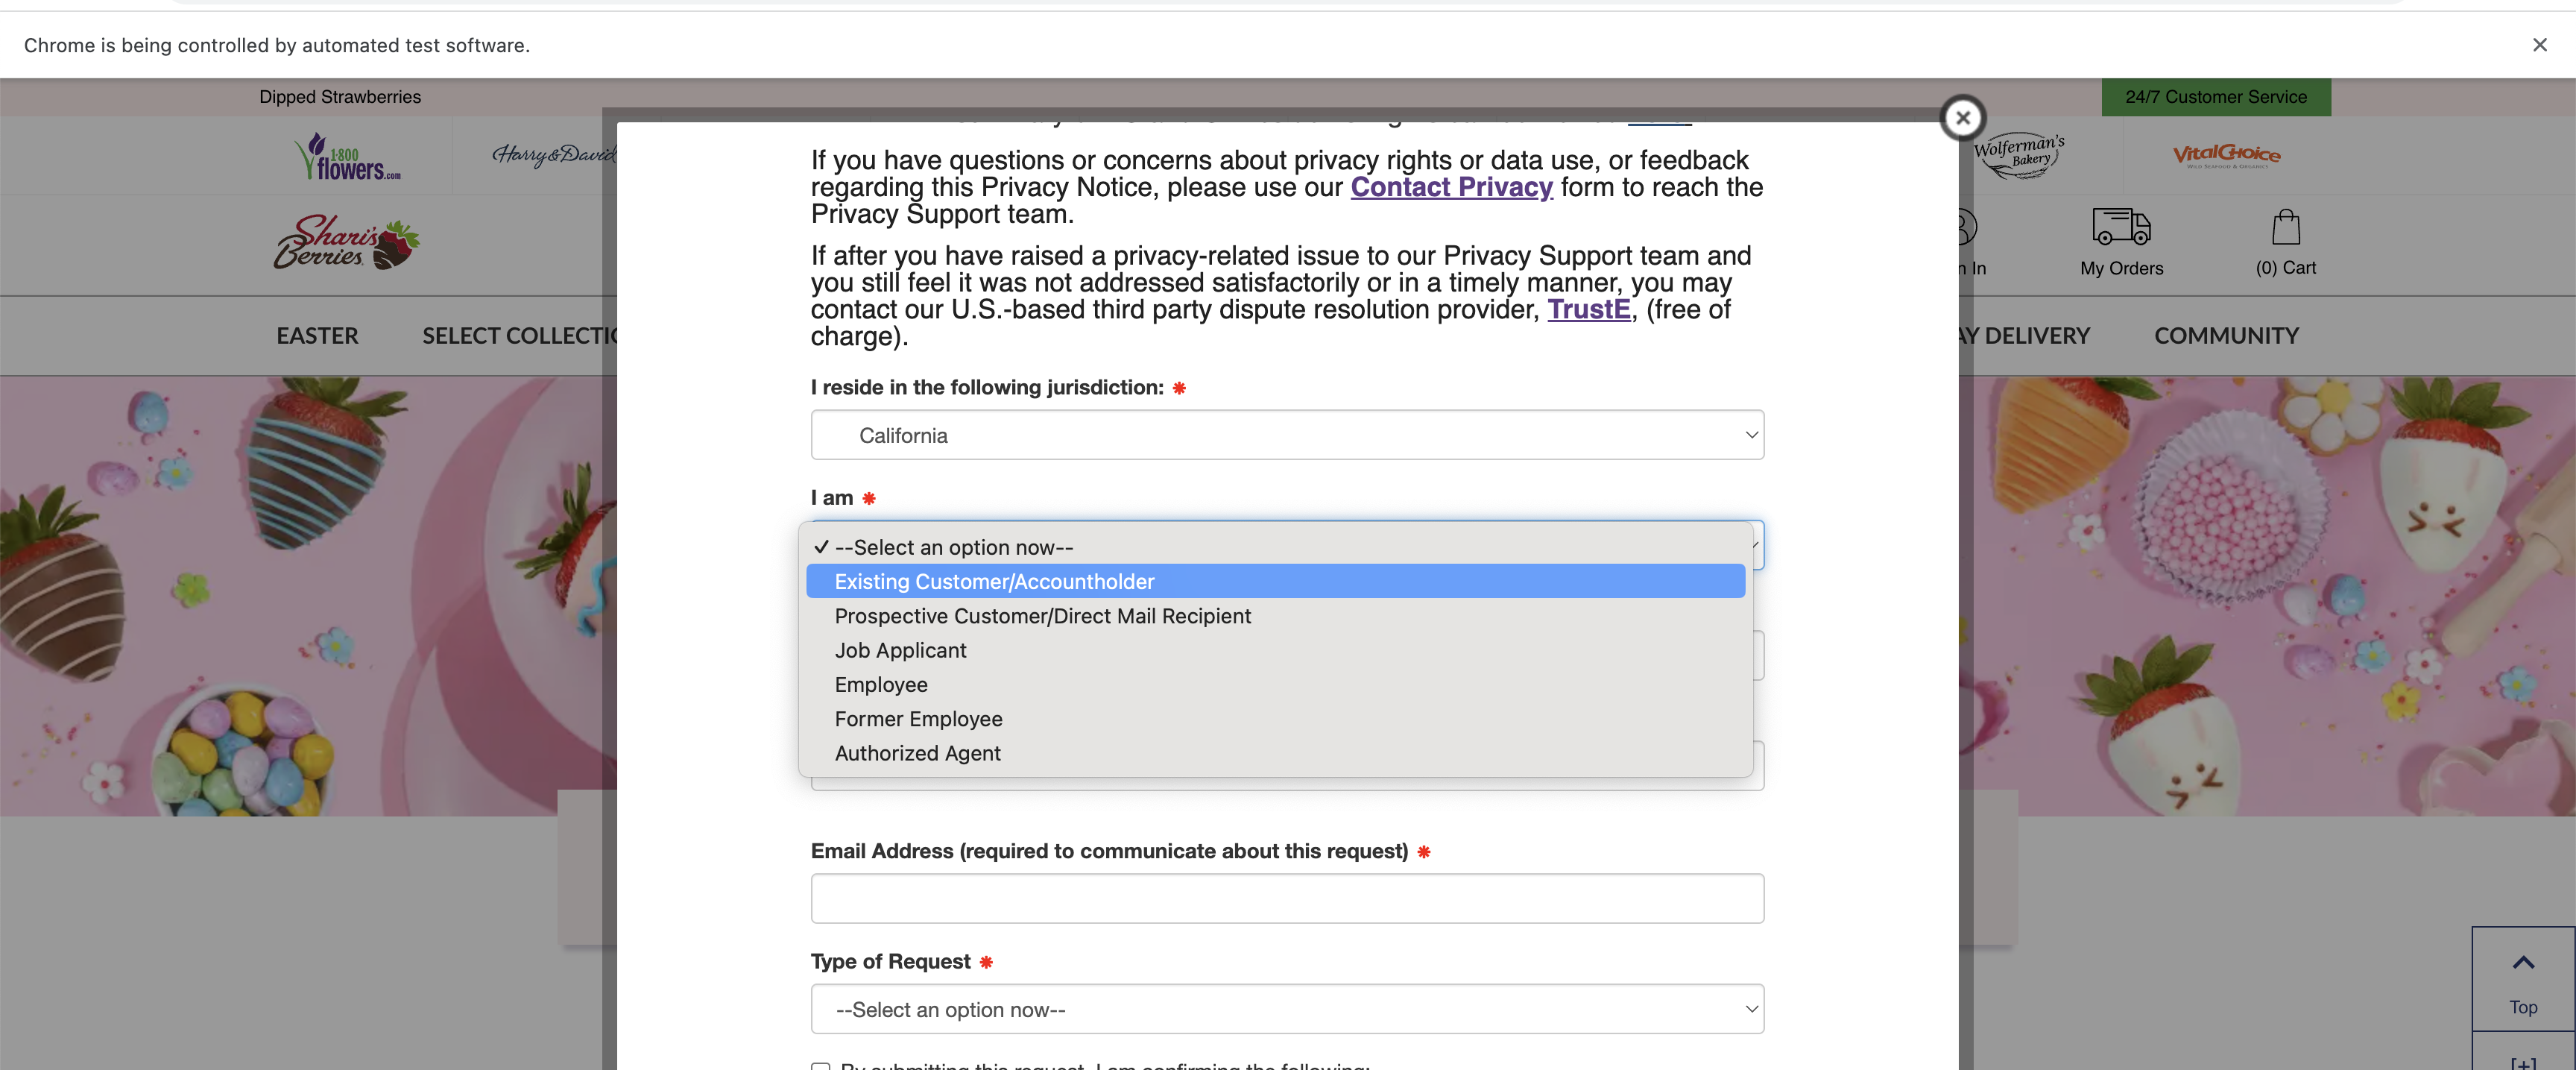 Chrome is being controlled by automated test software.
Dipped Strawberries
24/7 Customer Service
1·800
flowers.com
Harry & David
Wolferman's
Bakery
VitalChoice
WILD SEAFOOD & ORGANICS
Shari's
Berries
n In
My Orders
(0) Cart
EASTER
SELECT COLLECTIO
AY DELIVERY
COMMUNITY
If you have questions or concerns about privacy rights or data use, or feedback
regarding this Privacy Notice, please use our Contact Privacy form to reach the
Privacy Support team.
If after you have raised a privacy-related issue to our Privacy Support team and
you still feel it was not addressed satisfactorily or in a timely manner, you may
contact our U.S.-based third party dispute resolution provider, TrustE, (free of
charge).
I reside in the following jurisdiction: *
California
I am *
✓ --Select an option now--
Existing Customer/Accountholder
Prospective Customer/Direct Mail Recipient
Job Applicant
Employee
Former Employee
Authorized Agent
Email Address (required to communicate about this request) *
Type of Request *
--Select an option now--
By submitting this request, I am confirming the following:
Top
[+]